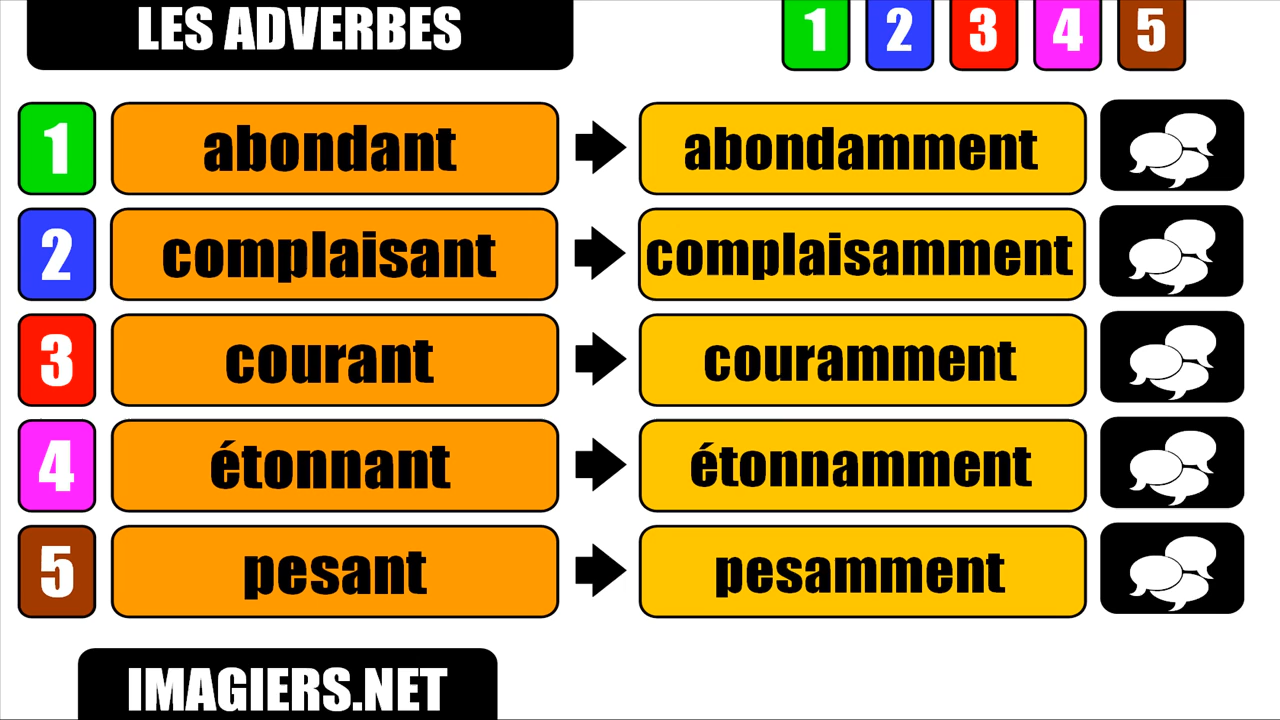 LES ADVERBES
1 2 3 4 5
1 abondant abondamment
2 complaisant complaisamment
3 courant couramment
4 étonnant étonnamment
5 pesant pesamment
IMAGIERS.NET